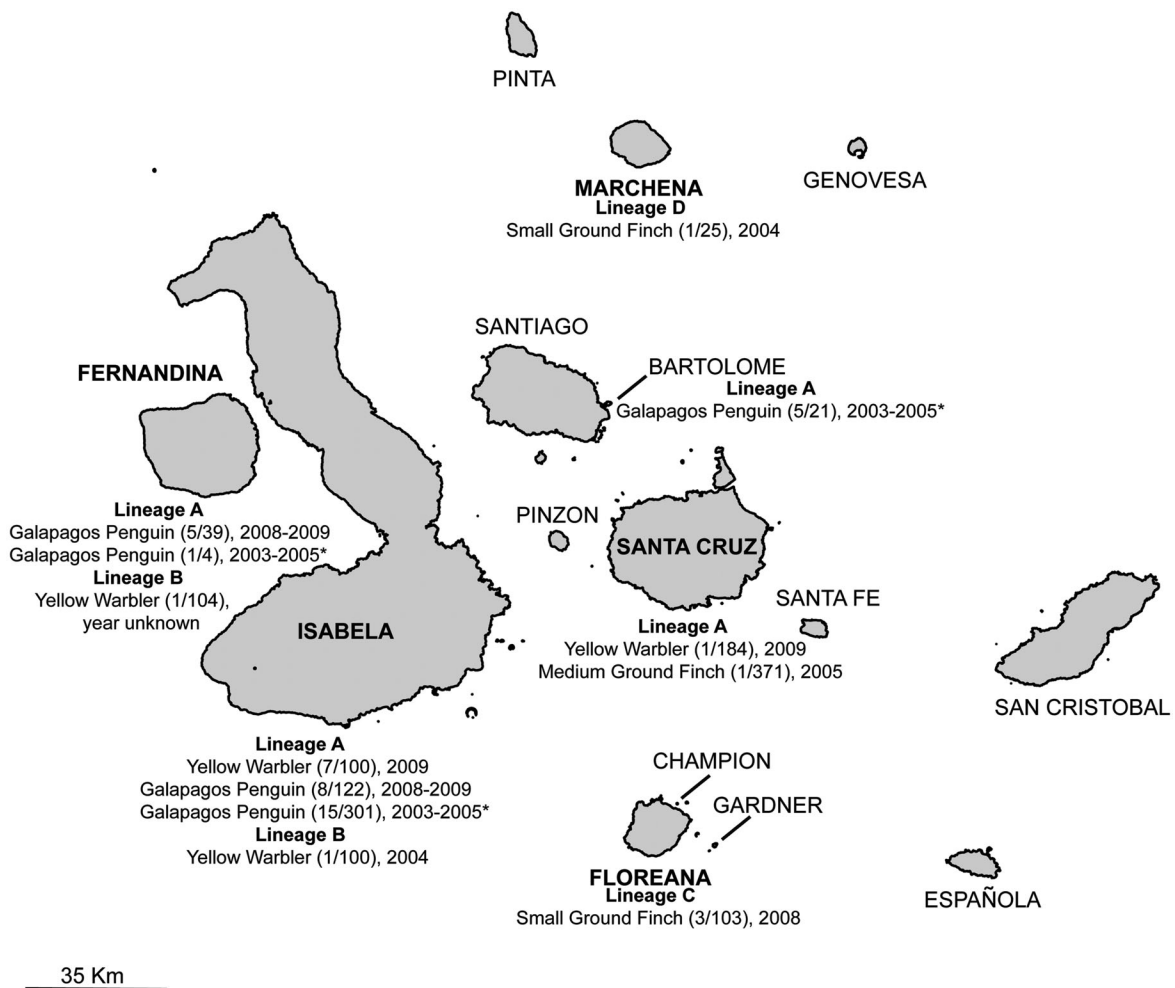 PINTA
MARCHENA
Lineage D
Small Ground Finch (1/25), 2004
GENOVESA
SANTIAGO
BARTOLOME
Lineage A
Galapagos Penguin (5/21), 2003-2005*
FERNANDINA
Lineage A
Galapagos Penguin (5/39), 2008-2009
Galapagos Penguin (1/4), 2003-2005*
Lineage B
Yellow Warbler (1/104),
year unknown
PINZON
SANTA CRUZ
Lineage A
Yellow Warbler (1/184), 2009
Medium Ground Finch (1/371), 2005
SANTA FE
SAN CRISTOBAL
ISABELA
Lineage A
Yellow Warbler (7/100), 2009
Galapagos Penguin (8/122), 2008-2009
Galapagos Penguin (15/301), 2003-2005*
Lineage B
Yellow Warbler (1/100), 2004
CHAMPION
GARDNER
FLOREANA
Lineage C
Small Ground Finch (3/103), 2008
ESPAÑOLA
35 Km